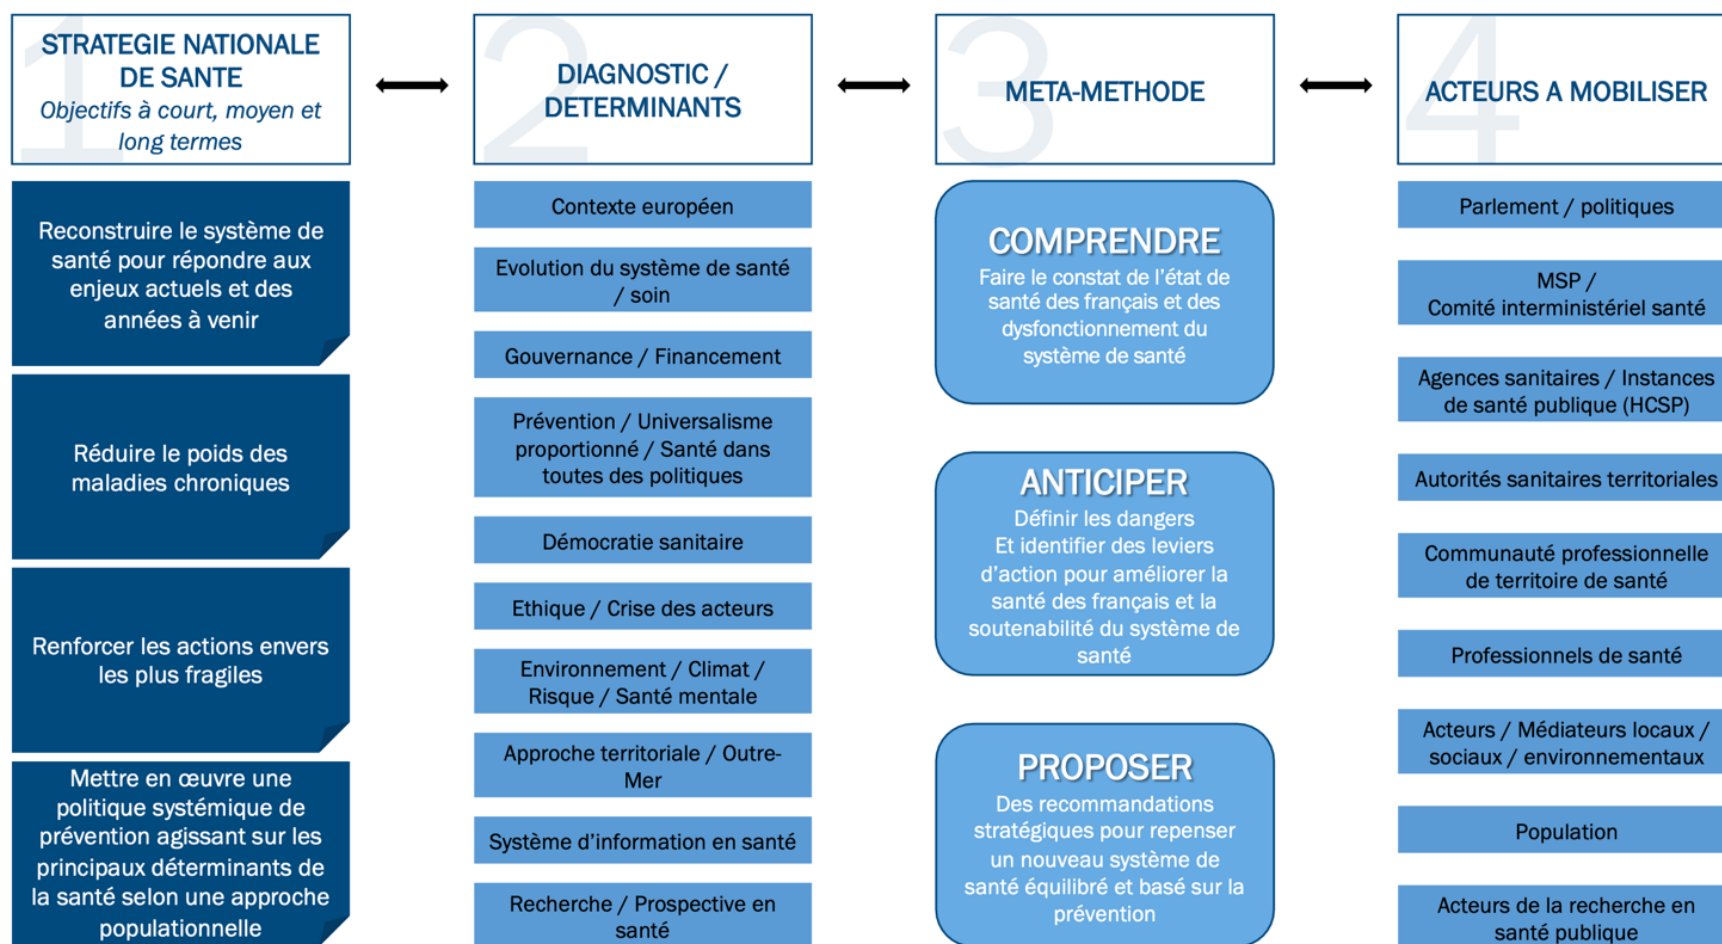 1
STRATEGIE NATIONALE
DE SANTE
Objectifs à court, moyen et
long termes
Reconstruire le système de
santé pour répondre aux
enjeux actuels et des
années à venir
Réduire le poids des
maladies chroniques
Renforcer les actions envers
les plus fragiles
Mettre en œuvre une
politique systémique de
prévention agissant sur les
principaux déterminants de
la santé selon une approche
populationnelle
2
DIAGNOSTIC /
DETERMINANTS
Contexte européen
Evolution du système de santé
/ soin
Gouvernance / Financement
Prévention / Universalisme
proportionné / Santé dans
toutes des politiques
Démocratie sanitaire
Ethique / Crise des acteurs
Environnement / Climat /
Risque / Santé mentale
Approche territoriale / Outre-
Mer
Système d'information en santé
Recherche / Prospective en
santé
3
META-METHODE
COMPRENDRE
Faire le constat de l'état de
santé des français et des
dysfonctionnement du
système de santé
ANTICIPER
Définir les dangers
Et identifier des leviers
d'action pour améliorer la
santé des français et la
soutenabilité du système de
santé
PROPOSER
Des recommandations
stratégiques pour repenser
un nouveau système de
santé équilibré et basé sur la
prévention
4
ACTEURS A MOBILISER
Parlement / politiques
MSP /
Comité interministériel santé
Agences sanitaires / Instances
de santé publique (HCSP)
Autorités sanitaires territoriales
Communauté professionnelle
de territoire de santé
Professionnels de santé
Acteurs / Médiateurs locaux /
sociaux / environnementaux
Population
Acteurs de la recherche en
santé publique